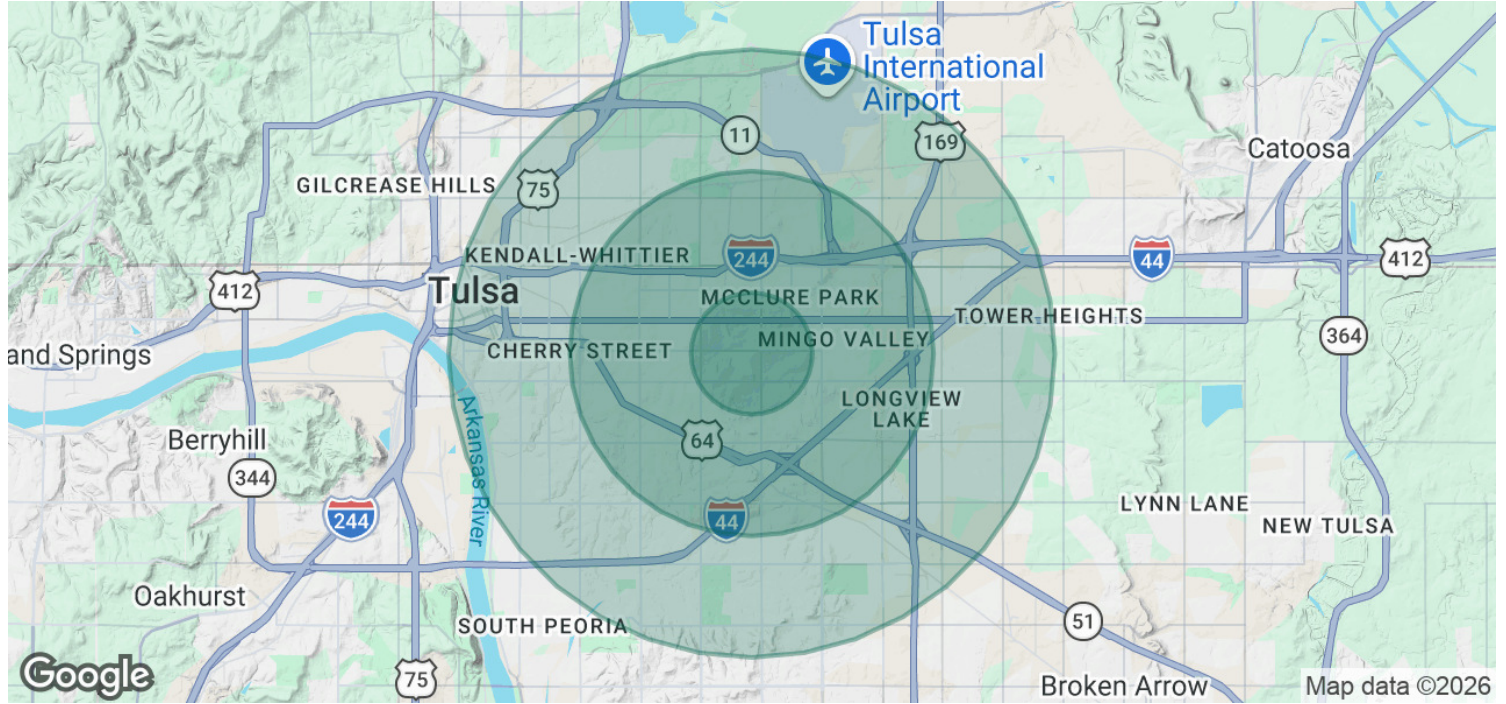 Tulsa
International
Airport
11
169
Catoosa
GILCREASE HILLS
75
KENDALL-WHITTIER
244
44
412
412
Tulsa
MCCLURE PARK
TOWER HEIGHTS
MINGO VALLEY
364
and Springs
CHERRY STREET
LONGVIEW
LAKE
Arkansas River
Berryhill
64
344
244
44
LYNN LANE
NEW TULSA
Oakhurst
SOUTH PEORIA
51
75
Broken Arrow
Google
Map data ©2026